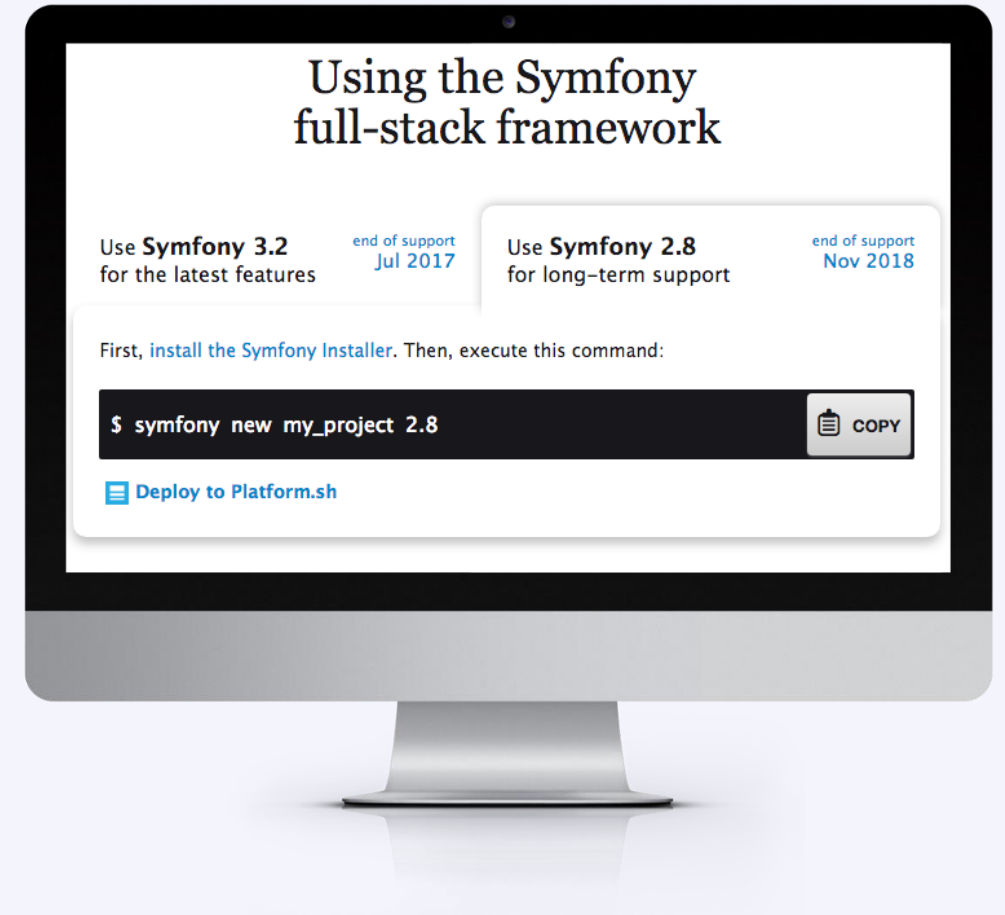 Using the Symfony
full-stack framework
Use Symfony 3.2
for the latest features
end of support
Jul 2017
Use Symfony 2.8
for long-term support
end of support
Nov 2018
First, install the Symfony Installer. Then, execute this command:
$ symfony new my_project 2.8
COPY
Deploy to Platform.sh